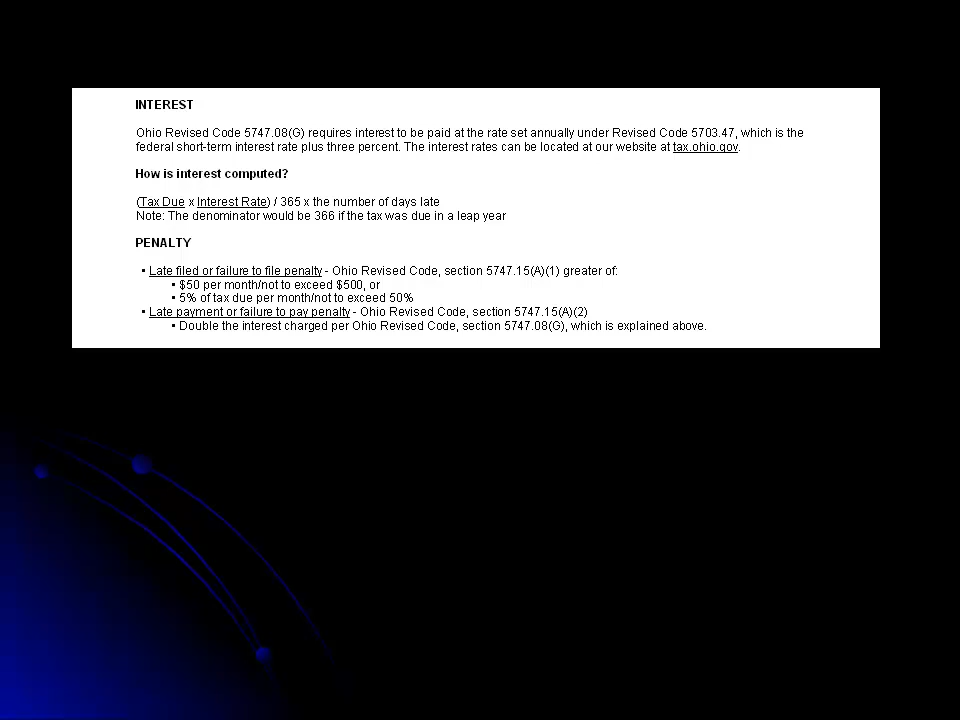 INTEREST
Ohio Revised Code 5747.08(G) requires interest to be paid at the rate set annually under Revised Code 5703.47, which is the
federal short-term interest rate plus three percent. The interest rates can be located at our website at tax.ohio.gov.
How is interest computed?
(Tax Due x Interest Rate) / 365 x the number of days late
Note: The denominator would be 366 if the tax was due in a leap year
PENALTY
• Late filed or failure to file penalty - Ohio Revised Code, section 5747.15(A)(1) greater of:
• $50 per month/not to exceed $500, or
• 5% of tax due per month/not to exceed 50%
• Late payment or failure to pay penalty - Ohio Revised Code, section 5747.15(A)(2)
• Double the interest charged per Ohio Revised Code, section 5747.08(G), which is explained above.